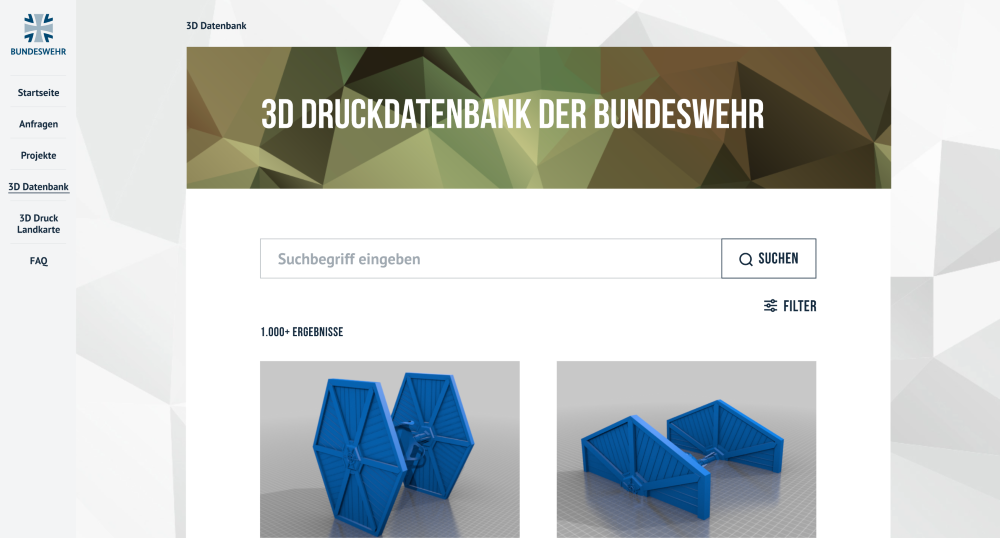 BUNDESWEHR
Startseite
Anfragen
Projekte
3D Datenbank
3D Druck
Landkarte
FAQ
3D Datenbank
3D DRUCKDATENBANK DER BUNDESWEHR
Suchbegriff eingeben
SUCHEN
FILTER
1.000+ ERGEBNISSE